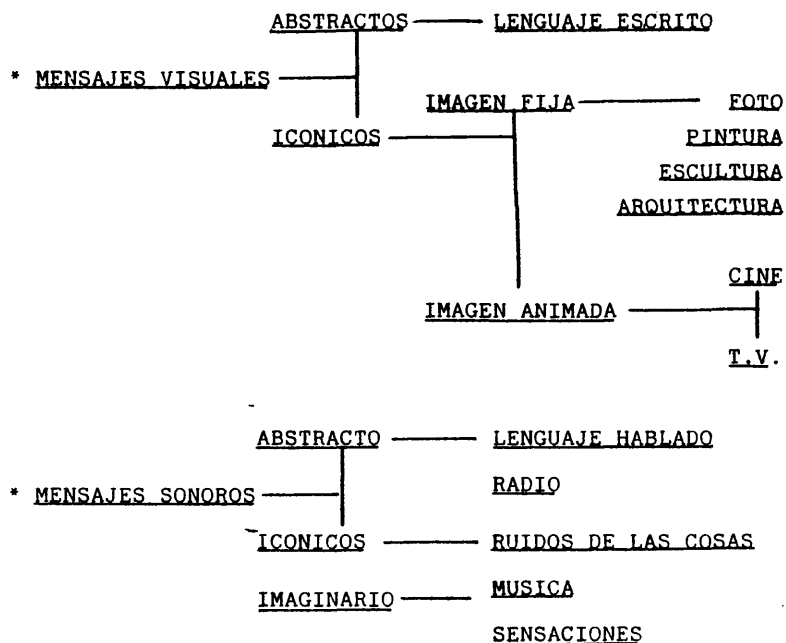 ABSTRACTOS LENGUAJE ESCRITO
* MENSAJES VISUALES
IMAGEN FIJA FOTO
ICONICOS PINTURA
ESCULTURA
ARQUITECTURA
CINE
IMAGEN ANIMADA
T.V.
ABSTRACTO LENGUAJE HABLADO
* MENSAJES SONOROS RADIO
ICONICOS RUIDOS DE LAS COSAS
IMAGINARIO MUSICA
SENSACIONES